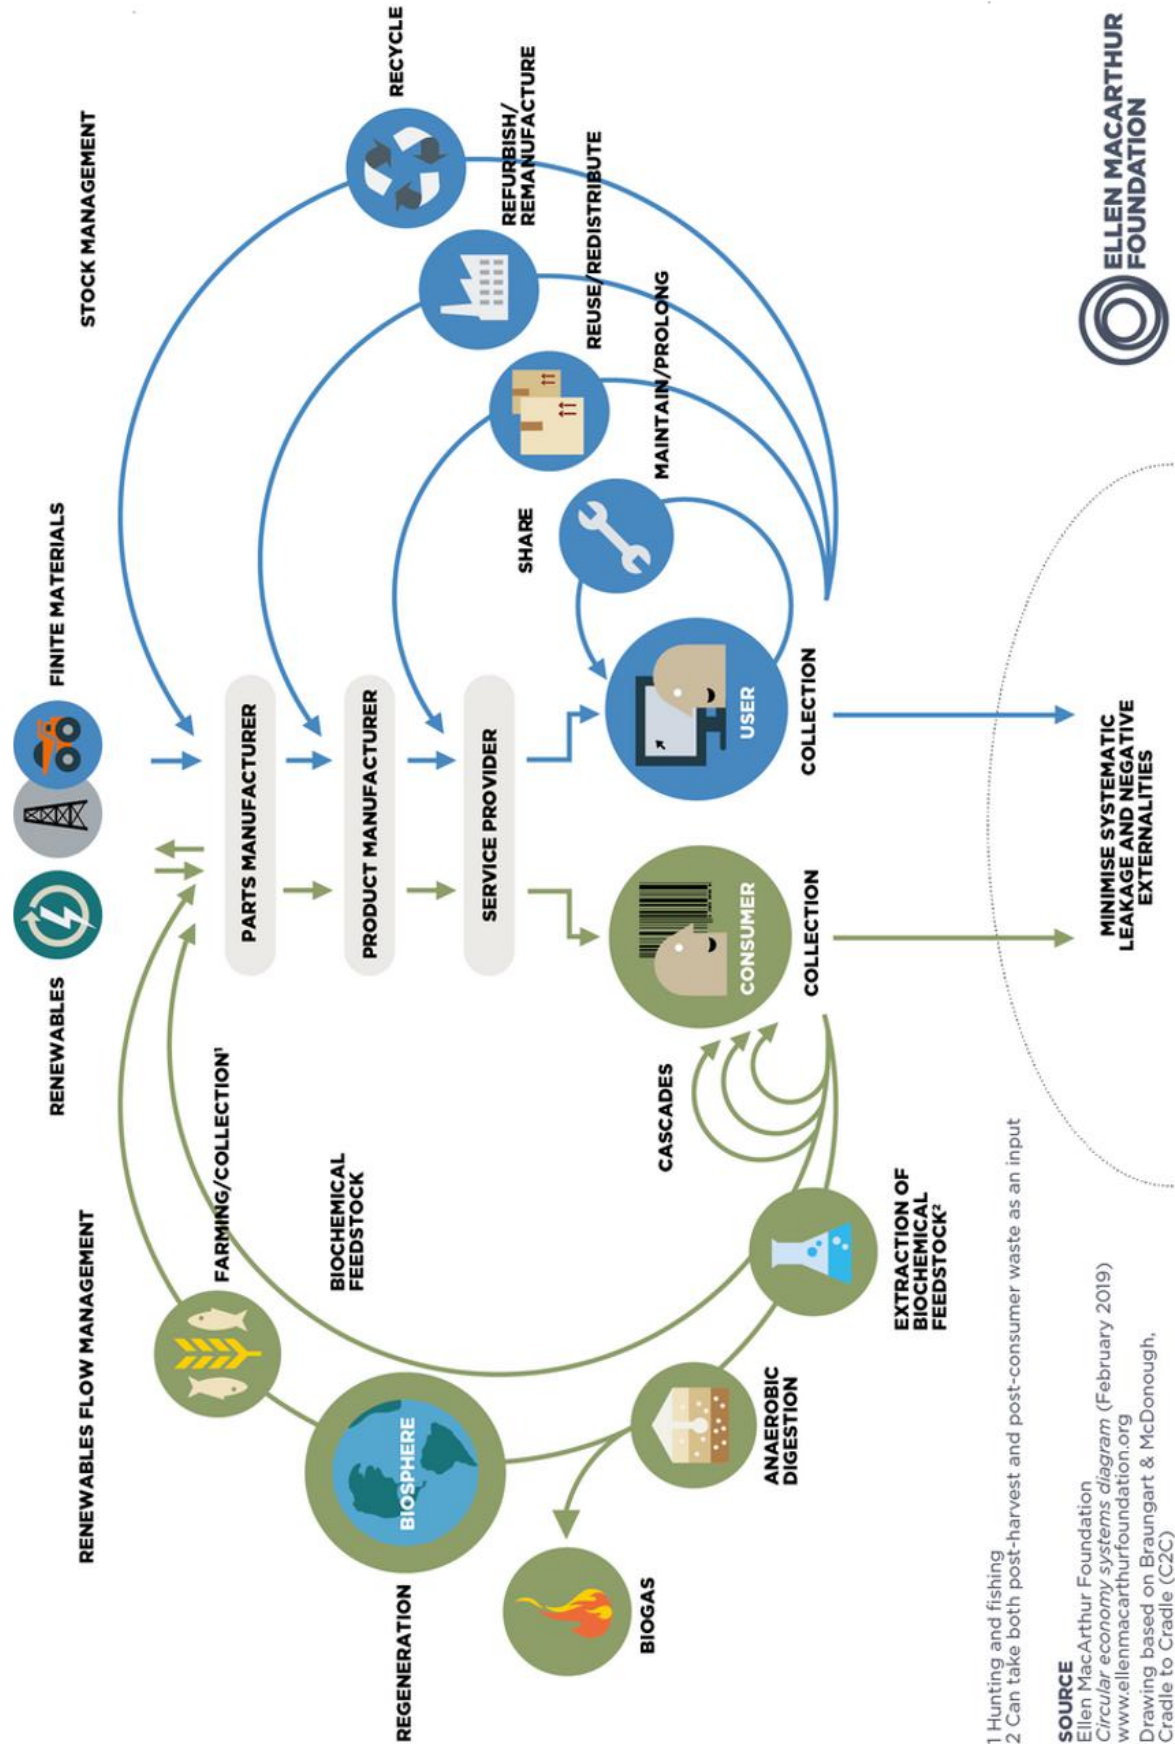 RENEWABLES
FINITE MATERIALS
RENEWABLES FLOW MANAGEMENT
STOCK MANAGEMENT
FARMING/COLLECTION¹
PARTS MANUFACTURER
BIOCHEMICAL
FEEDSTOCK
PRODUCT MANUFACTURER
RECYCLE
REGENERATION
BIOSPHERE
SERVICE PROVIDER
REFURBISH/
REMANUFACTURE
SHARE
REUSE/REDISTRIBUTE
BIOGAS
CASCADES
MAINTAIN/PROLONG
CONSUMER
USER
ANAEROBIC
DIGESTION
COLLECTION
COLLECTION
EXTRACTION OF
BIOCHEMICAL
FEEDSTOCK²
MINIMISE SYSTEMATIC
LEAKAGE AND NEGATIVE
EXTERNALITIES
1 Hunting and fishing
2 Can take both post-harvest and post-consumer waste as an input
SOURCE
Ellen MacArthur Foundation
Circular economy systems diagram (February 2019)
www.ellenmacarthurfoundation.org
Drawing based on Braungart & McDonough,
Cradle to Cradle (C2C)
ELLEN MACARTHUR
FOUNDATION